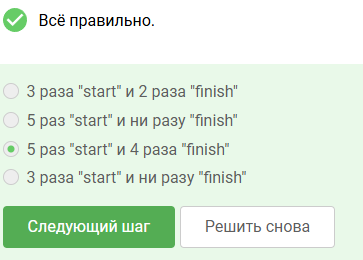 Всё правильно.
3 раза "start" и 2 раза "finish"
5 раз "start" и ни разу "finish"
5 раз "start" и 4 раза "finish"
3 раза "start" и ни разу "finish"
Следующий шаг
Решить снова